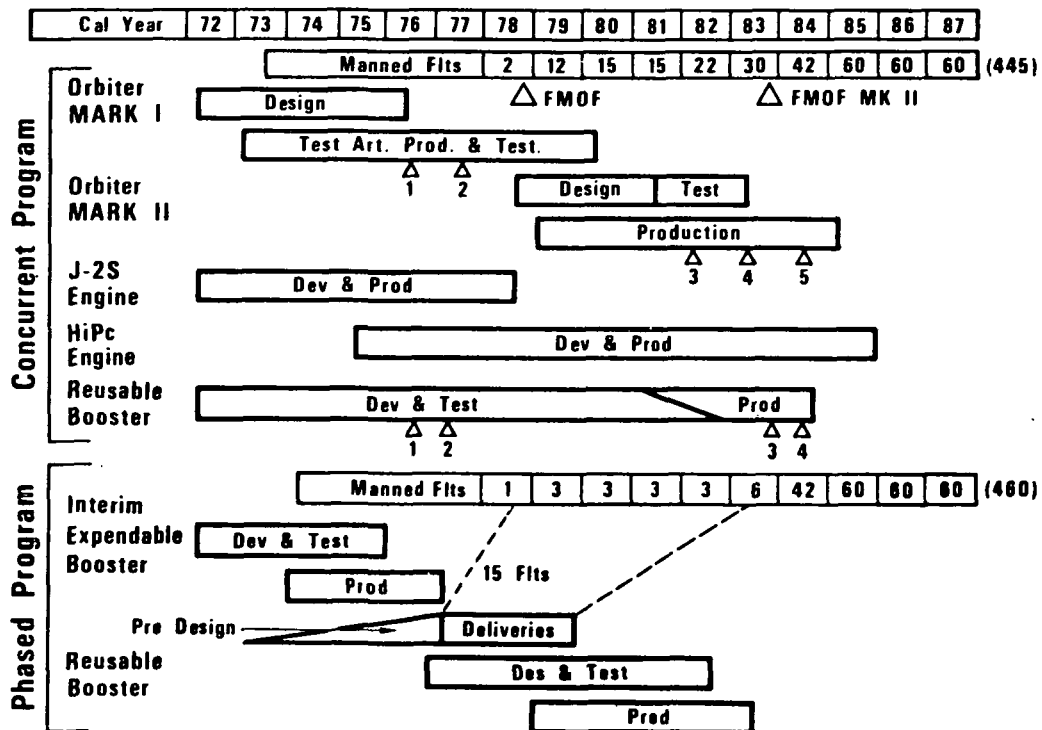 Cal Year 72 73 74 75 76 77 78 79 80 81 82 83 84 85 86 87
Manned Flts 2 12 15 15 22 30 42 60 60 60 (445)
Concurrent Program
Orbiter
MARK I
FMOF
FMOF MK II
Design
Test Art. Prod. & Test.
1 2
Orbiter
MARK II
Design Test
Production
3 4 5
J-2S
Engine
Dev & Prod
HiPc
Engine
Dev & Prod
Reusable
Booster
Dev & Test Prod
1 2 3 4
Phased Program
Manned Flts 1 3 3 3 3 6 42 60 60 60 (460)
Interim
Expendable
Booster
Dev & Test
Prod
15 Flts
Pre Design Deliveries
Reusable
Booster
Des & Test
Prod